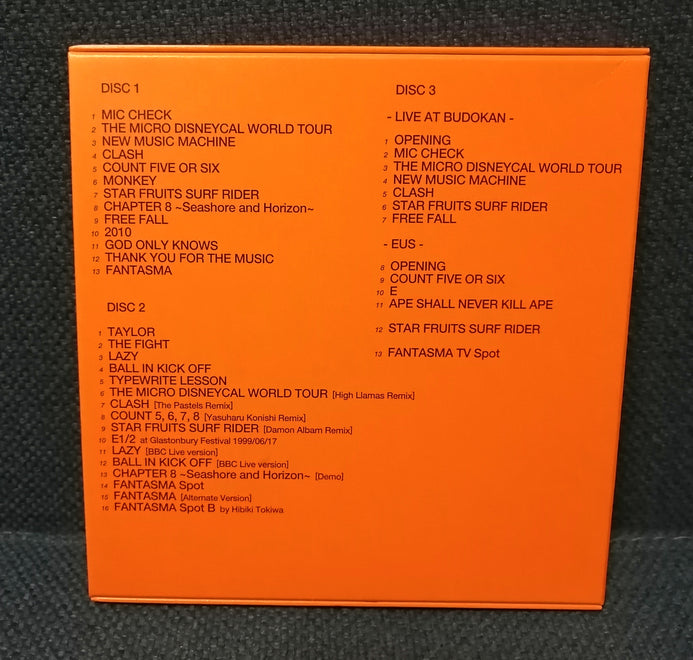 DISC 1
1 MIC CHECK
2 THE MICRO DISNEYCAL WORLD TOUR
3 NEW MUSIC MACHINE
4 CLASH
5 COUNT FIVE OR SIX
6 MONKEY
7 STAR FRUITS SURF RIDER
8 CHAPTER 8 ~Seashore and Horizon~
9 FREE FALL
10 2010
11 GOD ONLY KNOWS
12 THANK YOU FOR THE MUSIC
13 FANTASMA
DISC 2
1 TAYLOR
2 THE FIGHT
3 LAZY
4 BALL IN KICK OFF
5 TYPEWRITE LESSON
6 THE MICRO DISNEYCAL WORLD TOUR [High Llamas Remix]
7 CLASH [The Pastels Remix]
8 COUNT 5, 6, 7, 8 [Yasuharu Konishi Remix]
9 STAR FRUITS SURF RIDER [Damon Albarn Remix]
10 E1/2 at Glastonbury Festival 1999/06/17
11 LAZY [BBC Live version]
12 BALL IN KICK OFF [BBC Live version]
13 CHAPTER 8 ~Seashore and Horizon~ [Demo]
14 FANTASMA Spot
15 FANTASMA [Alternate Version]
16 FANTASMA Spot B by Hibiki Tokiwa
DISC 3
- LIVE AT BUDOKAN -
1 OPENING
2 MIC CHECK
3 THE MICRO DISNEYCAL WORLD TOUR
4 NEW MUSIC MACHINE
5 CLASH
6 STAR FRUITS SURF RIDER
7 FREE FALL
- EUS -
8 OPENING
9 COUNT FIVE OR SIX
10 E
11 APE SHALL NEVER KILL APE
12 STAR FRUITS SURF RIDER
13 FANTASMA TV Spot